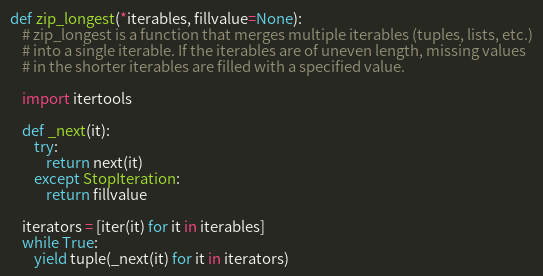 def zip_longest(*iterables, fillvalue=None):
# zip_longest is a function that merges multiple iterables (tuples, lists, etc.)
# into a single iterable. If the iterables are of uneven length, missing values
# in the shorter iterables are filled with a specified value.
import itertools
def _next(it):
try:
return next(it)
except StopIteration:
return fillvalue
iterators = [iter(it) for it in iterables]
while True:
yield tuple(_next(it) for it in iterators)